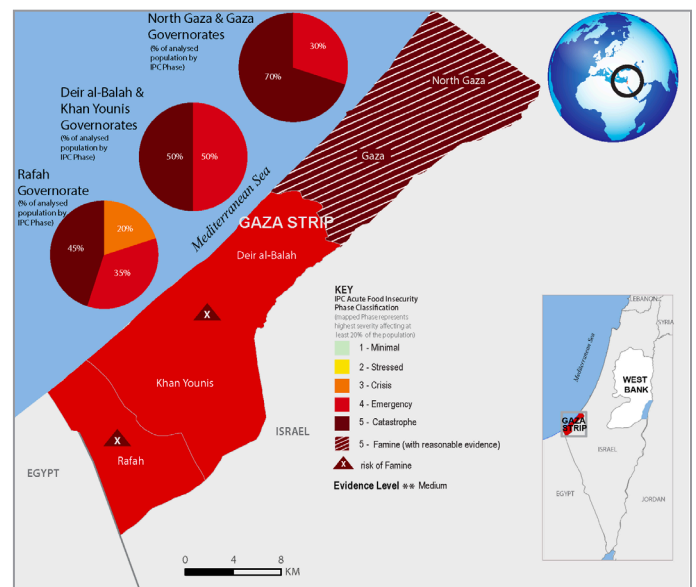 North Gaza & Gaza
Governorates
(% of analysed
population by
IPC Phase)
30%
70%
Deir al-Balah &
Khan Younis
Governorates
(% of analysed
population by
IPC Phase)
50%
50%
Rafah
Governorate
(% of analysed
population by
IPC Phase)
20%
45%
35%
Mediterranean Sea
North Gaza
Gaza
GAZA STRIP
Deir al-Balah
X
Khan Younis
X
Rafah
ISRAEL
EGYPT
0 4 8
KM
KEY
IPC Acute Food Insecurity
Phase Classification
(mapped Phase represents
highest severity affecting at
least 20% of the population)
1 - Minimal
2 - Stressed
3 - Crisis
4 - Emergency
5 - Catastrophe
5 - Famine (with reasonable evidence)
X risk of Famine
Evidence Level ** Medium
LEBANON
SYRIA
Mediterranean Sea
WEST
BANK
GAZA
STRIP
ISRAEL
EGYPT
JORDAN